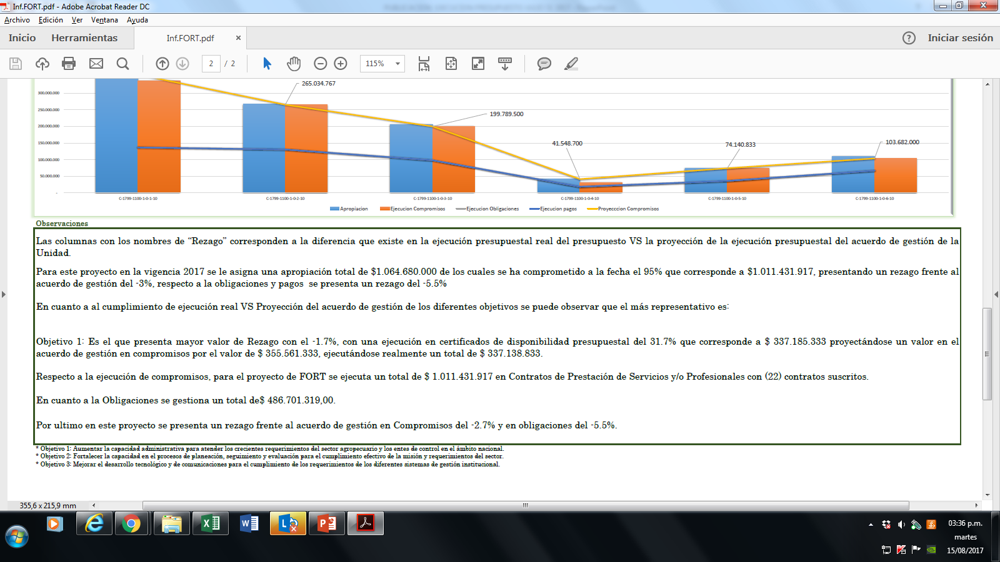 Inf.FORT.pdf - Adobe Acrobat Reader DC
Archivo Edición Ver Ventana Ayuda
Inicio Herramientas Inf.FORT.pdf × ? Iniciar sesión
2 / 2 115%
265.034.767
300.000.000
250.000.000
199.789.500
200.000.000
41.548.700 74.140.833 103.682.000
150.000.000
100.000.000
50.000.000
-
C-1799-1100-1-0-1-10 C-1799-1100-1-0-2-10 C-1799-1100-1-0-3-10 C-1799-1100-1-0-4-10 C-1799-1100-1-0-5-10 C-1799-1100-1-0-6-10
Apropiacion Ejecucion Compromisos Ejecucion Obligaciones Ejecucion pagos Proyecccion Compromisos
Observaciones
Las columnas con los nombres de “Rezago” corresponden a la diferencia que existe en la ejecución presupuestal real del presupuesto VS la proyección de la ejecución presupuestal del acuerdo de gestión de la
Unidad.
Para este proyecto en la vigencia 2017 se le asigna una apropiación total de $1.064.680.000 de los cuales se ha comprometido a la fecha el 95% que corresponde a $1.011.431.917, presentando un rezago frente al
acuerdo de gestión del -3%, respecto a la obligaciones y pagos se presenta un rezago del -5.5%
En cuanto a al cumplimiento de ejecución real VS Proyección del acuerdo de gestión de los diferentes objetivos se puede observar que el más representativo es:
Objetivo 1: Es el que presenta mayor valor de Rezago con el -1.7%, con una ejecución en certificados de disponibilidad presupuestal del 31.7% que corresponde a $ 337.185.333 proyectándose un valor en el
acuerdo de gestión en compromisos por el valor de $ 355.561.333, ejecutándose realmente un total de $ 337.138.833.
Respecto a la ejecución de compromisos, para el proyecto de FORT se ejecuta un total de $ 1.011.431.917 en Contratos de Prestación de Servicios y/o Profesionales con (22) contratos suscritos.
En cuanto a la Obligaciones se gestiona un total de$ 486.701.319,00.
Por ultimo en este proyecto se presenta un rezago frente al acuerdo de gestión en Compromisos del -2.7% y en obligaciones del -5.5%.
* Objetivo 1: Aumentar la capacidad administrativa para atender los crecientes requerimientos del sector agropecuario y los entes de control en el ámbito nacional.
* Objetivo 2: Fortalecer la capacidad en el procesos de planeación, seguimiento y evaluación para el cumplimiento efectivo de la misión y requerimientos del sector.
* Objetivo 3: Mejorar el desarrollo tecnológico y de comunicaciones para el cumplimiento de los requerimientos de los diferentes sistemas de gestión institucional.
355,6 x 215,9 mm
03:36 p.m.
martes
15/08/2017